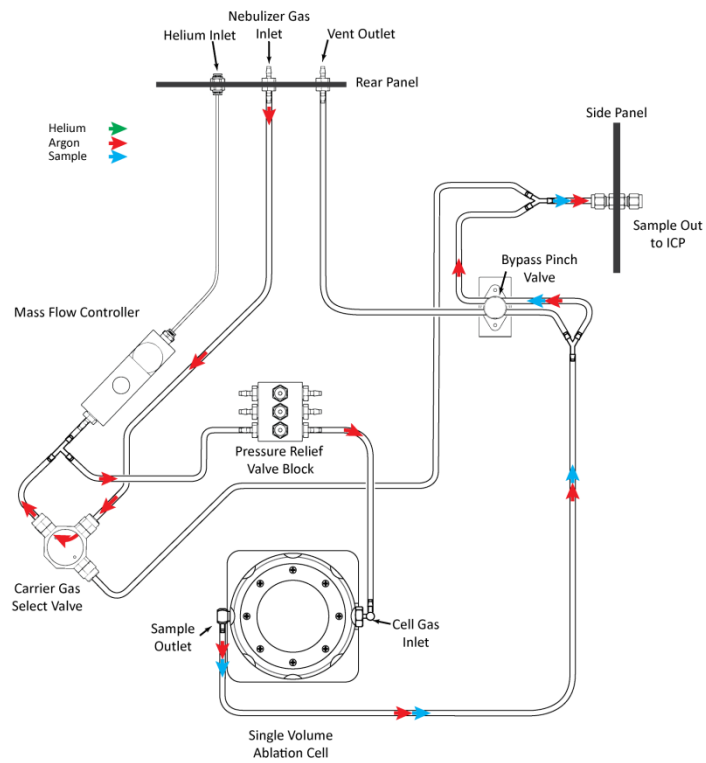 Nebulizer Gas
Inlet
Helium Inlet
Vent Outlet
Rear Panel
Side Panel
Helium
Argon
Sample
Sample Out
to ICP
Bypass Pinch
Valve
Mass Flow Controller
Pressure Relief
Valve Block
Carrier Gas
Select Valve
Sample
Outlet
Cell Gas
Inlet
Single Volume
Ablation Cell